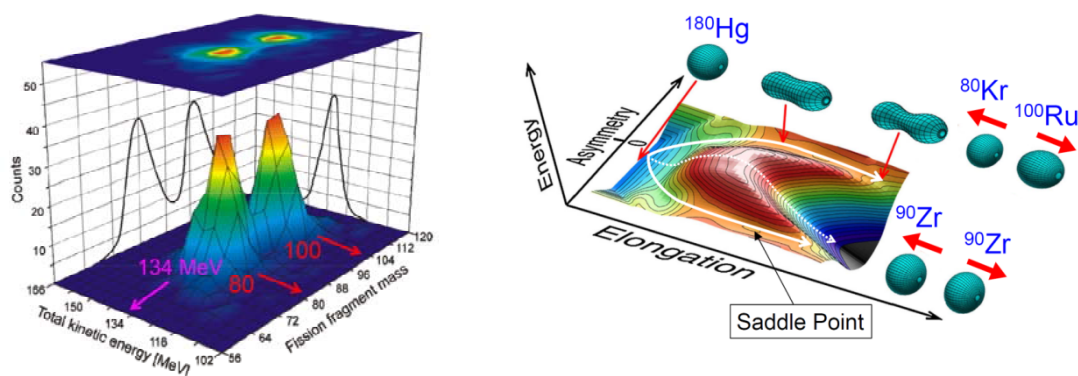 50
40
30
20
10
Counts
166
150
134
118
102
Total kinetic energy [MeV]
56
64
72
80
88
96
104
112
120
Fission fragment mass
134 MeV
80
100
¹⁸⁰Hg
Energy
Asymmetry
0
Elongation
Saddle Point
⁸⁰Kr
¹⁰⁰Ru
⁹⁰Zr
⁹⁰Zr